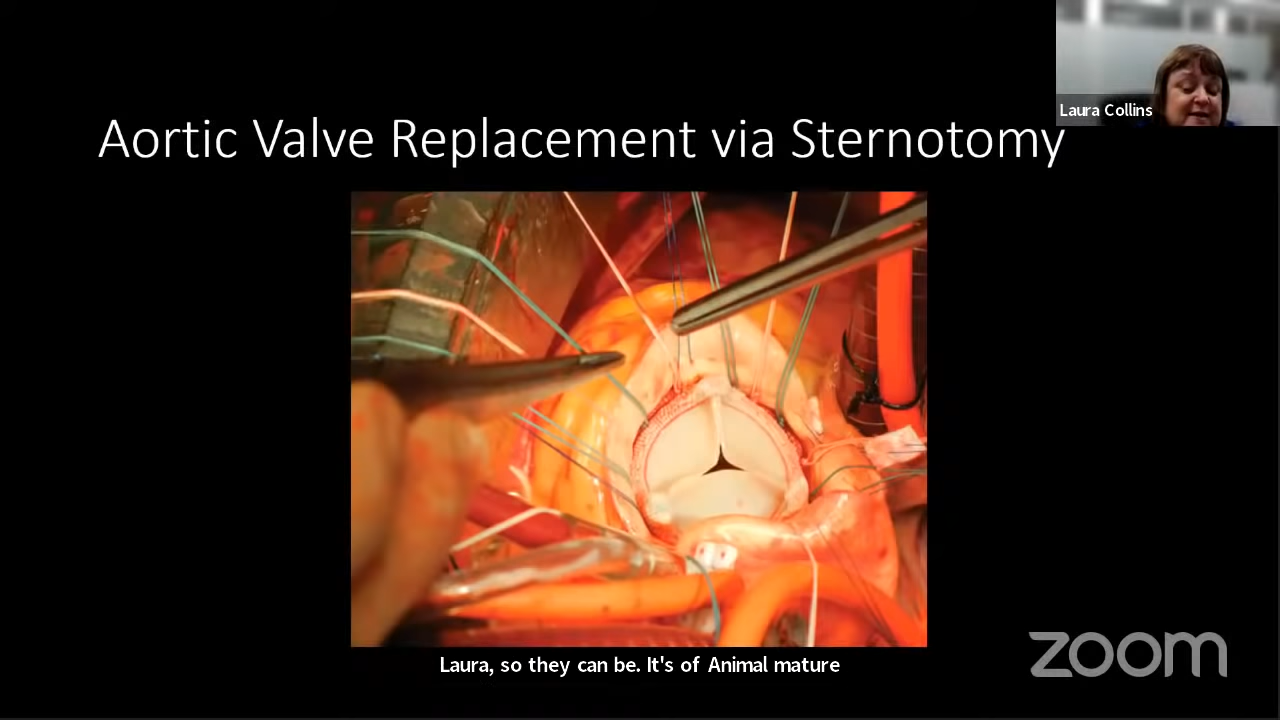 Laura Collins
Aortic Valve Replacement via Sternotomy
Laura, so they can be. It's of Animal mature
zoom